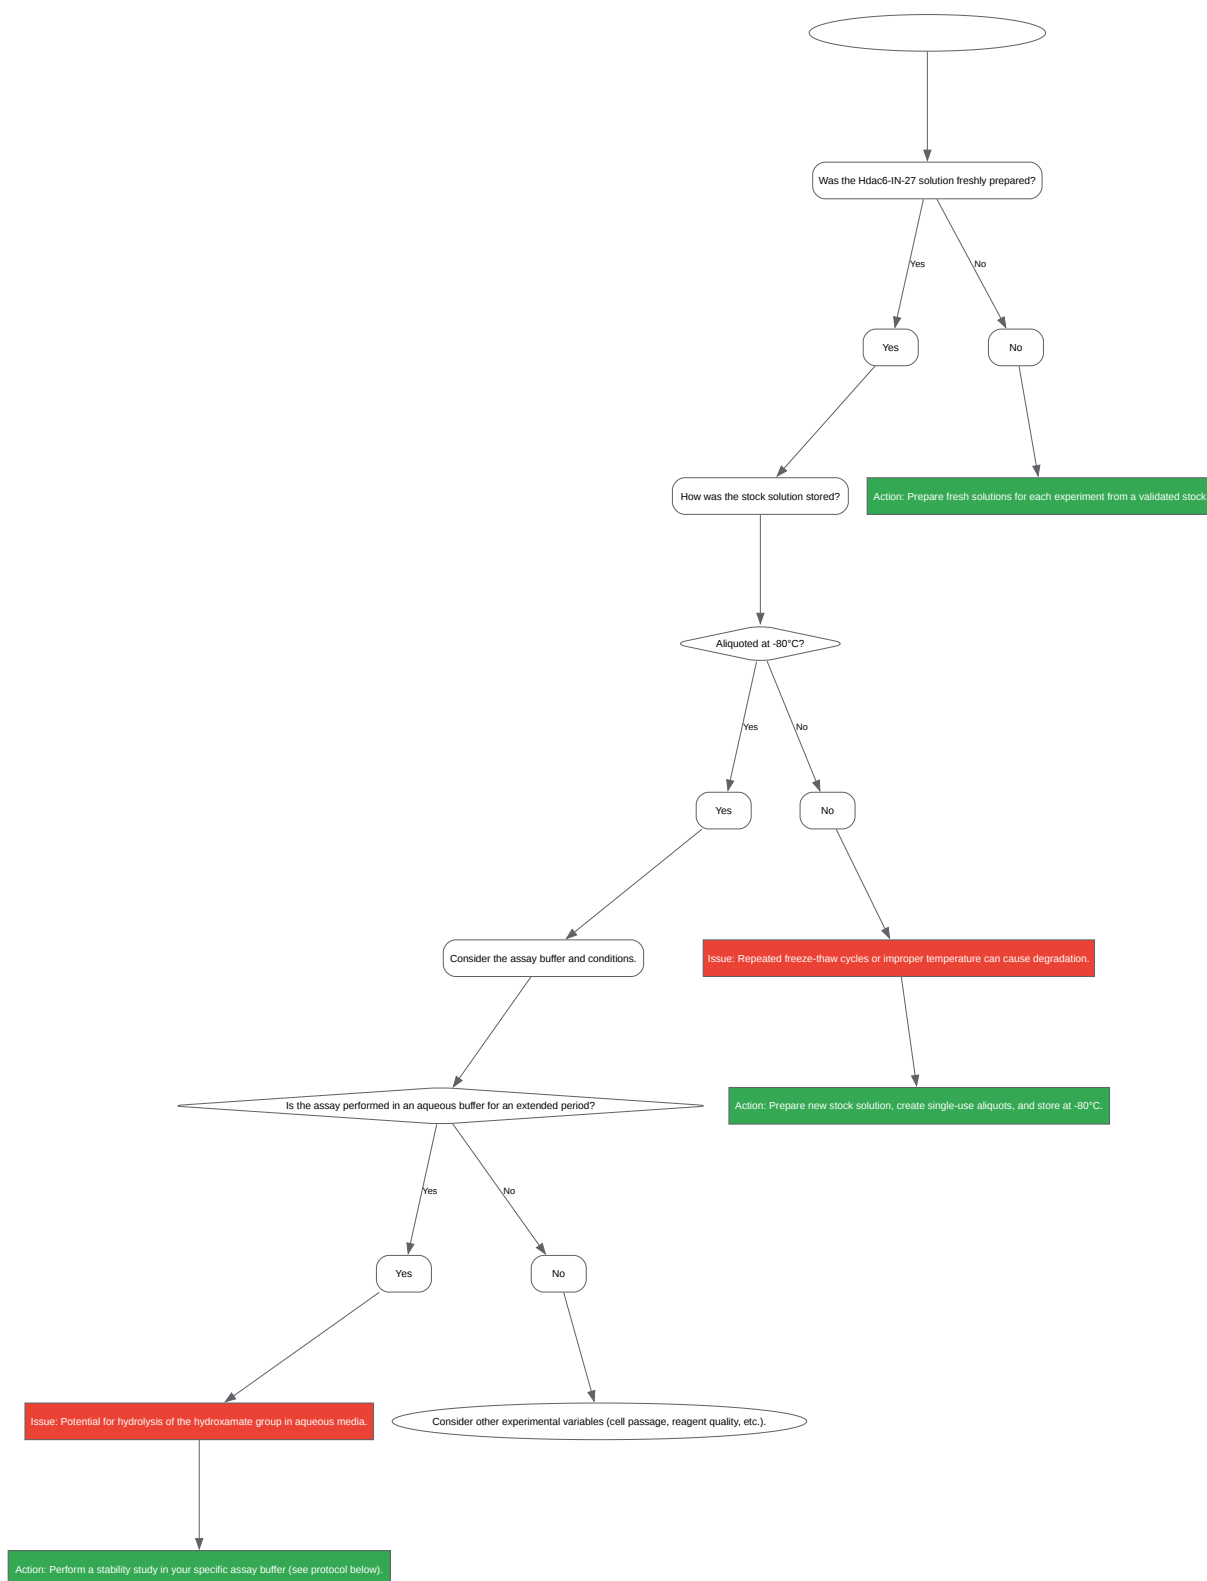 Was the Hdac6-IN-27 solution freshly prepared?
Yes
No
Yes
No
How was the stock solution stored?
Action: Prepare fresh solutions for each experiment from a validated stock
Aliquoted at -80°C?
Yes
No
Yes
No
Consider the assay buffer and conditions.
Issue: Repeated freeze-thaw cycles or improper temperature can cause degradation.
Is the assay performed in an aqueous buffer for an extended period?
Action: Prepare new stock solution, create single-use aliquots, and store at -80°C.
Yes
No
Yes
No
Issue: Potential for hydrolysis of the hydroxamate group in aqueous media.
Consider other experimental variables (cell passage, reagent quality, etc.).
Action: Perform a stability study in your specific assay buffer (see protocol below).